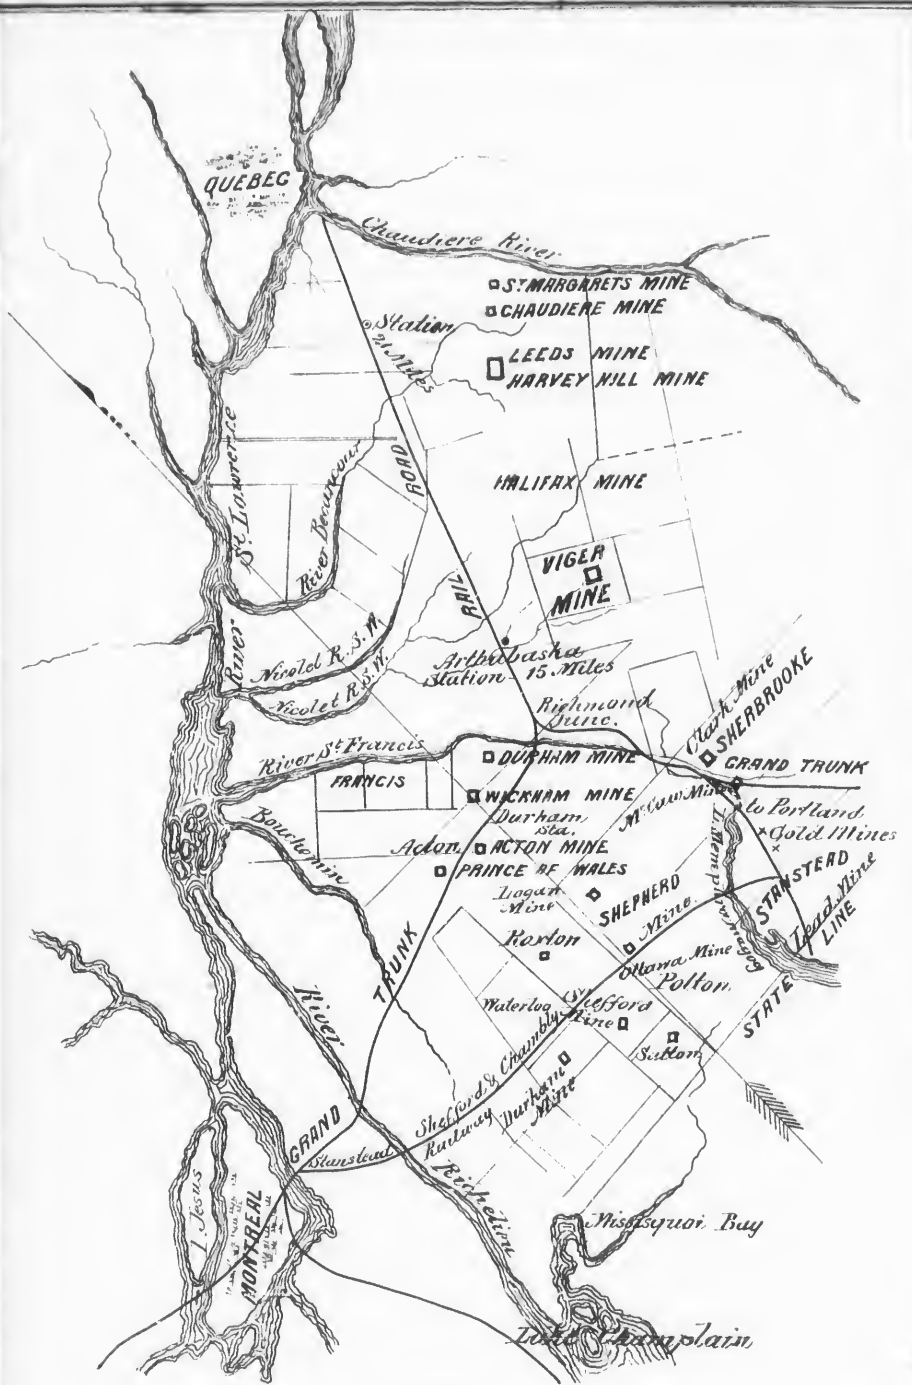 QUEBEC
Chaudiere River
ST MARGARETS MINE
CHAUDIERE MINE
Station
21 Miles
LEEDS MINE
HARVEY HILL MINE
ROAD
St. Lawrence
River Becancour
HALIFAX MINE
VIGER
MINE
RAIL
River
Nicolet R. S. W.
Nicolet R. S. W.
Arthabaska
Station 15 Miles
Richmond
Junc.
Clark Mine
SHERBROOKE
River St. Francis
DURHAM MINE
GRAND TRUNK
FRANCIS
WICKHAM MINE
McCaw Mine
to Portland
Durham
Sta.
Gold Mines
Bouchemin
Acton
ACTON MINE
PRINCE OF WALES
L. Memphramagog
STANSTEAD
Lead Mine
LINE
Logan
Mine
SHEPHERD
Mine
TRUNK
Roxton
Ottawa Mine
Polton
STATE
River
Waterloo
Shefford
Mine
Sutton
Shefford & Chambly
Railway
Durham
Mine
GRAND
Stanstead
Richelieu
I. Jesus
MONTREAL
Missisquoi Bay
Lake Champlain